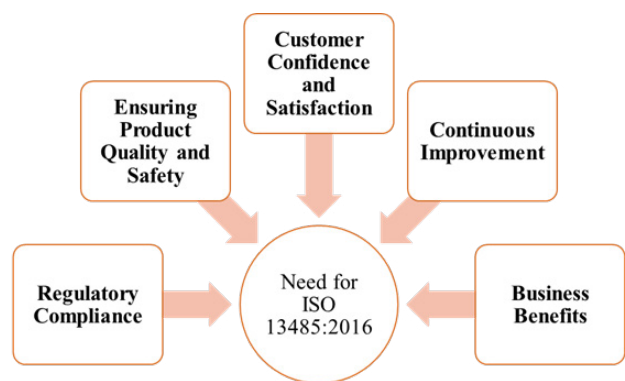 Customer
Confidence
and
Satisfaction
Ensuring
Product
Quality and
Safety
Continuous
Improvement
Regulatory
Compliance
Need for
ISO
13485:2016
Business
Benefits